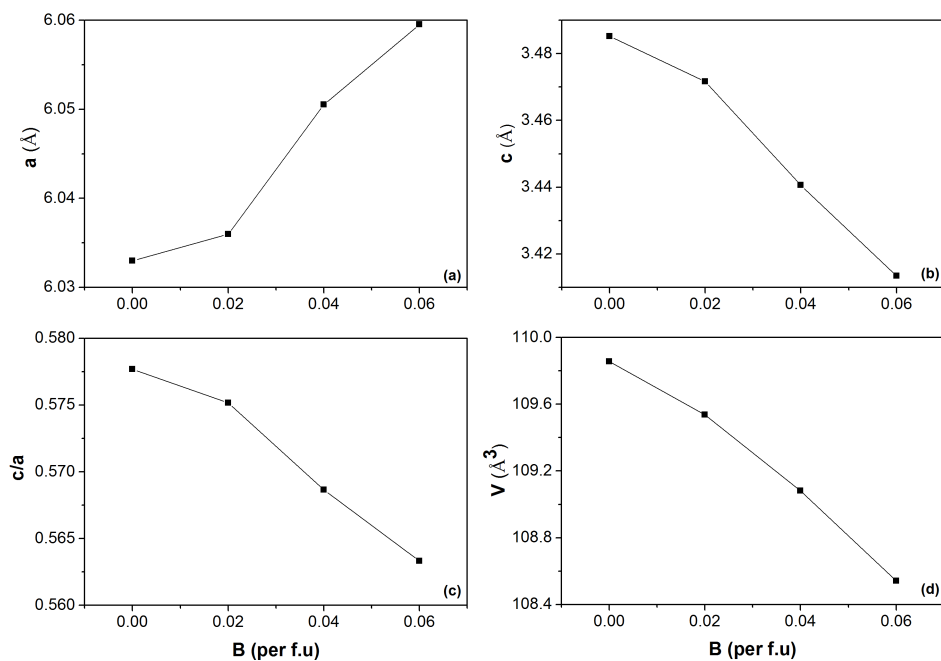 6.06
6.05
6.04
6.03
a (Å)
0.00 0.02 0.04 0.06
(a)
3.48
3.46
3.44
3.42
c (Å)
0.00 0.02 0.04 0.06
(b)
0.580
0.575
0.570
0.565
0.560
c/a
0.00 0.02 0.04 0.06
B (per f.u)
(c)
110.0
109.6
109.2
108.8
108.4
V (Å³)
0.00 0.02 0.04 0.06
B (per f.u)
(d)